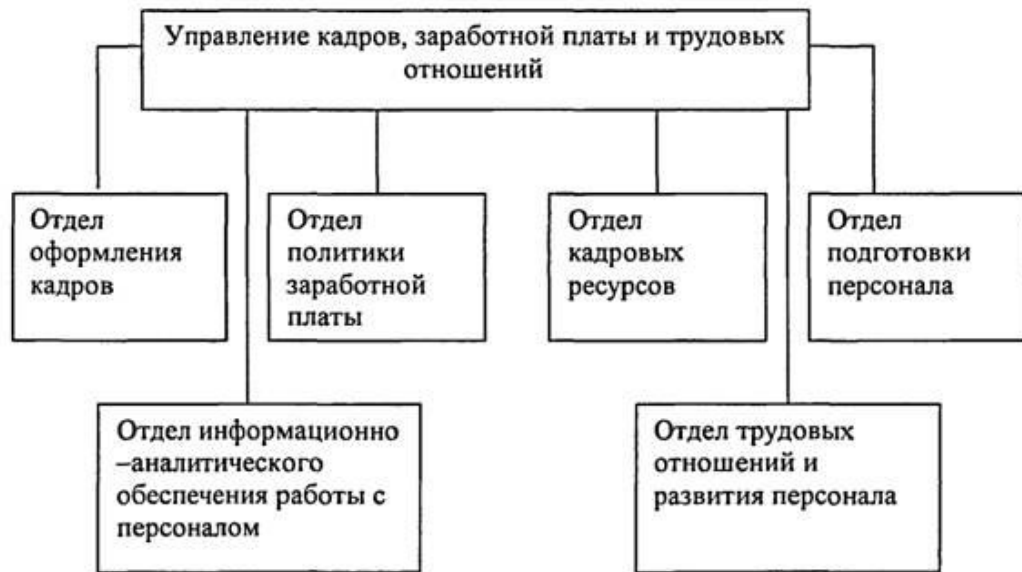 Управление кадров, заработной платы и трудовых
отношений
Отдел
оформления
кадров
Отдел
политики
заработной
платы
Отдел
кадровых
ресурсов
Отдел
подготовки
персонала
Отдел информационно
–аналитического
обеспечения работы с
персоналом
Отдел трудовых
отношений и
развития персонала